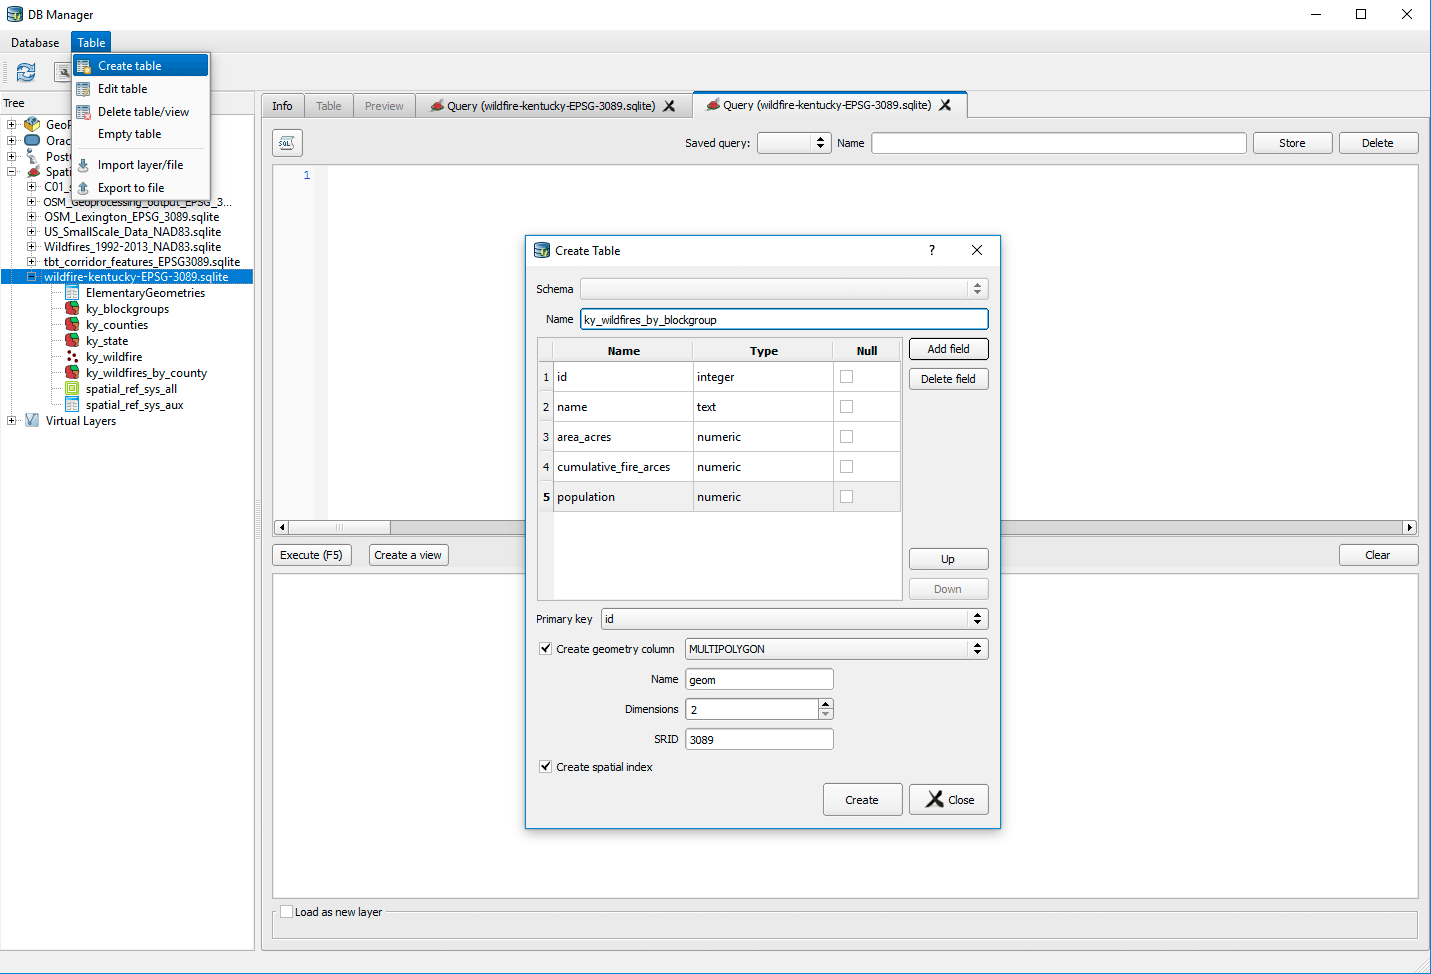 DB Manager
Database Table
Create table
Edit table
Delete table/view
Empty table
Import layer/file
Export to file
Tree
Info Table Preview Query (wildfire-kentucky-EPSG-3089.sqlite) Query (wildfire-kentucky-EPSG-3089.sqlite)
SQL Saved query: Name Store Delete
1
GeoP
Orac
Post
Spati
C01_s
OSM_Geoprocessing_output_EPSG_3...
OSM_Lexington_EPSG_3089.sqlite
US_SmallScale_Data_NAD83.sqlite
Wildfires_1992-2013_NAD83.sqlite
tbt_corridor_features_EPSG3089.sqlite
wildfire-kentucky-EPSG-3089.sqlite
ElementaryGeometries
ky_blockgroups
ky_counties
ky_state
ky_wildfire
ky_wildfires_by_county
spatial_ref_sys_all
spatial_ref_sys_aux
Virtual Layers
Create Table ?
Schema
Name ky_wildfires_by_blockgroup
Name Type Null Add field
1 id integer
Delete field
2 name text
3 area_acres numeric
4 cumulative_fire_arces numeric
5 population numeric
Up
Down
Primary key id
Create geometry column MULTIPOLYGON
Name geom
Dimensions 2
SRID 3089
Create spatial index
Create Close
Execute (F5) Create a view Clear
Load as new layer